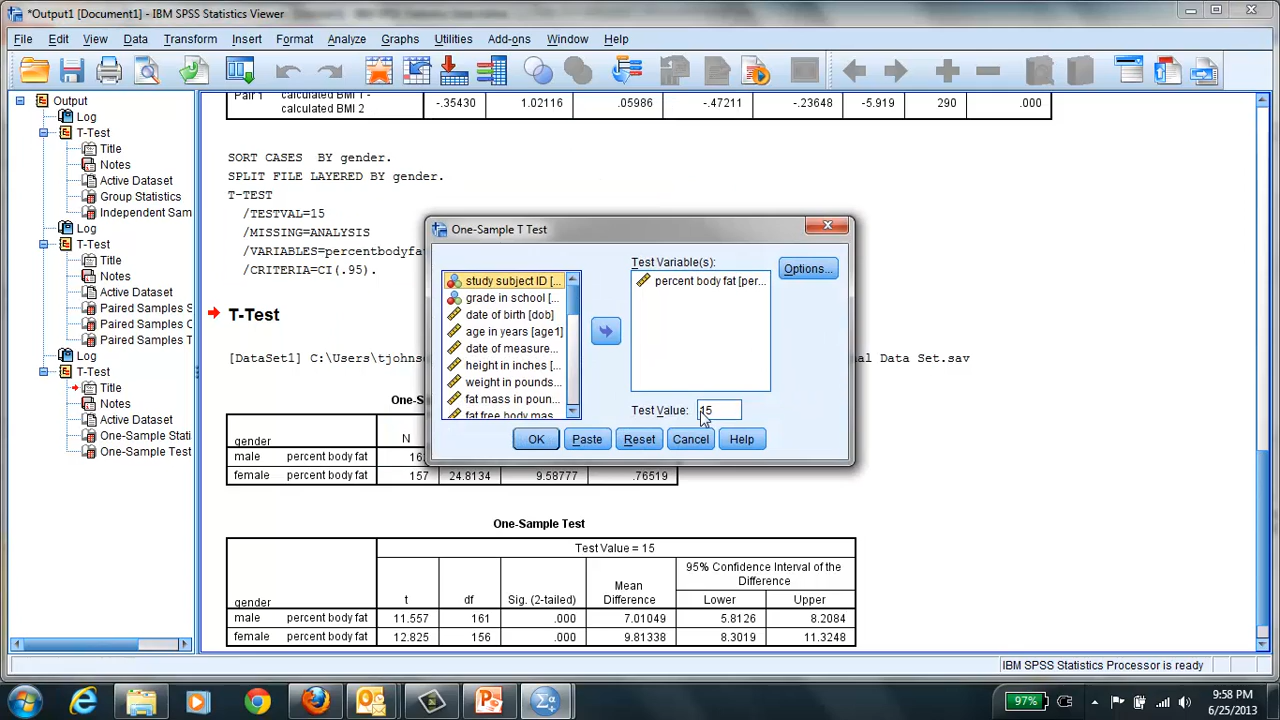 *Output1 [Document1] - IBM SPSS Statistics Viewer
File Edit View Data Transform Insert Format Analyze Graphs Utilities Add-ons Window Help
Output
Log
T-Test
Title
Notes
Active Dataset
Group Statistics
Independent Sam
Log
T-Test
Title
Notes
Active Dataset
Paired Samples S
Paired Samples C
Paired Samples T
Log
T-Test
Title
Notes
Active Dataset
One-Sample Stati
One-Sample Test
Pair 1 calculated BMI 1 - -.35430 1.02116 .05986 -.47211 -.23648 -5.919 290 .000
calculated BMI 2
SORT CASES  BY gender.
SPLIT FILE LAYERED BY gender.
T-TEST
/TESTVAL=15
/MISSING=ANALYSIS
/VARIABLES=percentbodyfat
/CRITERIA=CI(.95).
T-Test
[DataSet1] C:\Users\tjohns al Data Set.sav
One-S
gender N
male percent body fat 16
female percent body fat 157 24.8134 9.58777 .76519
One-Sample T Test
study subject ID [...
grade in school [...
date of birth [dob]
age in years [age1]
date of measure...
height in inches [...
weight in pounds...
fat mass in poun...
fat free body mas
Test Variable(s):
percent body fat [per...
Options...
Test Value: 15
OK Paste Reset Cancel Help
One-Sample Test
Test Value = 15
95% Confidence Interval of the
Difference
Mean
gender t df Sig. (2-tailed) Difference Lower Upper
male percent body fat 11.557 161 .000 7.01049 5.8126 8.2084
female percent body fat 12.825 156 .000 9.81338 8.3019 11.3248
IBM SPSS Statistics Processor is ready
97%
9:58 PM
6/25/2013